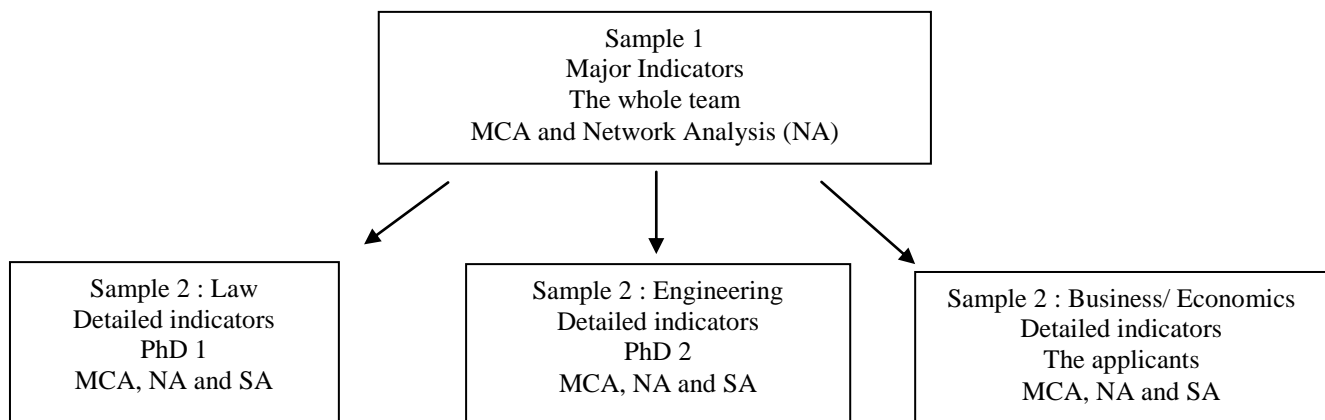 Sample 1
Major Indicators
The whole team
MCA and Network Analysis (NA)
Sample 2 : Law
Detailed indicators
PhD 1
MCA, NA and SA
Sample 2 : Engineering
Detailed indicators
PhD 2
MCA, NA and SA
Sample 2 : Business/ Economics
Detailed indicators
The applicants
MCA, NA and SA